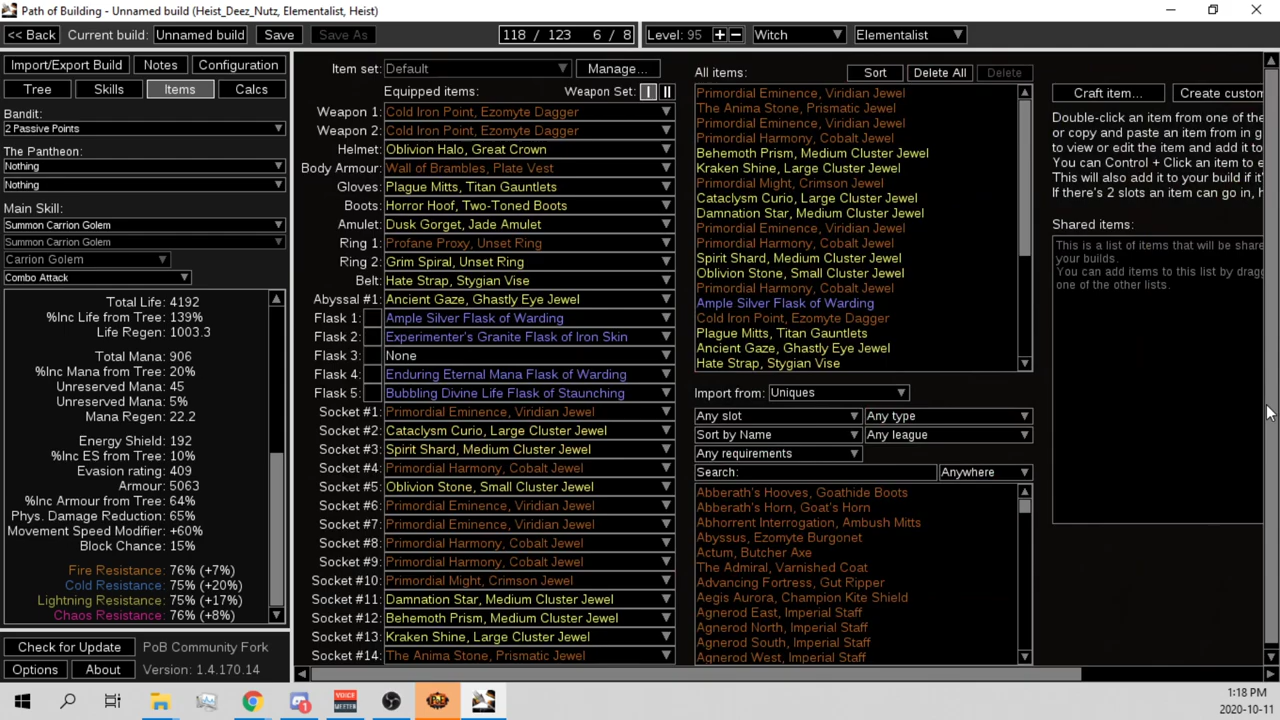 Path of Building - Unnamed build (Heist_Deez_Nutz, Elementalist, Heist)
<< Back
Current build: Unnamed build
Save
Save As
118 / 123 6 / 8
Level: 95
Witch
Elementalist
Import/Export Build
Notes
Configuration
Tree
Skills
Items
Calcs
Bandit:
2 Passive Points
The Pantheon:
Nothing
Nothing
Main Skill:
Summon Carrion Golem
Summon Carrion Golem
Carrion Golem
Combo Attack
Total Life: 4192
%Inc Life from Tree: 139%
Life Regen: 1003.3
Total Mana: 906
%Inc Mana from Tree: 20%
Unreserved Mana: 45
Unreserved Mana: 5%
Mana Regen: 22.2
Energy Shield: 192
%Inc ES from Tree: 10%
Evasion rating: 409
Armour: 5063
%Inc Armour from Tree: 64%
Phys. Damage Reduction: 65%
Movement Speed Modifier: +60%
Block Chance: 15%
Fire Resistance: 76% (+7%)
Cold Resistance: 75% (+20%)
Lightning Resistance: 75% (+17%)
Chaos Resistance: 76% (+8%)
Check for Update
PoB Community Fork
Options
About
Version: 1.4.170.14
Item set: Default
Manage...
Equipped items:
Weapon Set: I II
Weapon 1: Cold Iron Point, Ezomyte Dagger
Weapon 2: Cold Iron Point, Ezomyte Dagger
Helmet: Oblivion Halo, Great Crown
Body Armour: Wall of Brambles, Plate Vest
Gloves: Plague Mitts, Titan Gauntlets
Boots: Horror Hoof, Two-Toned Boots
Amulet: Dusk Gorget, Jade Amulet
Ring 1: Profane Proxy, Unset Ring
Ring 2: Grim Spiral, Unset Ring
Belt: Hate Strap, Stygian Vise
Abyssal #1: Ancient Gaze, Ghastly Eye Jewel
Flask 1: Ample Silver Flask of Warding
Flask 2: Experimenter's Granite Flask of Iron Skin
Flask 3: None
Flask 4: Enduring Eternal Mana Flask of Warding
Flask 5: Bubbling Divine Life Flask of Staunching
Socket #1: Primordial Eminence, Viridian Jewel
Socket #2: Cataclysm Curio, Large Cluster Jewel
Socket #3: Spirit Shard, Medium Cluster Jewel
Socket #4: Primordial Harmony, Cobalt Jewel
Socket #5: Oblivion Stone, Small Cluster Jewel
Socket #6: Primordial Eminence, Viridian Jewel
Socket #7: Primordial Eminence, Viridian Jewel
Socket #8: Primordial Harmony, Cobalt Jewel
Socket #9: Primordial Harmony, Cobalt Jewel
Socket #10: Primordial Might, Crimson Jewel
Socket #11: Damnation Star, Medium Cluster Jewel
Socket #12: Behemoth Prism, Medium Cluster Jewel
Socket #13: Kraken Shine, Large Cluster Jewel
Socket #14: The Anima Stone, Prismatic Jewel
All items:
Sort
Delete All
Delete
Primordial Eminence, Viridian Jewel
The Anima Stone, Prismatic Jewel
Primordial Eminence, Viridian Jewel
Primordial Harmony, Cobalt Jewel
Behemoth Prism, Medium Cluster Jewel
Kraken Shine, Large Cluster Jewel
Primordial Might, Crimson Jewel
Cataclysm Curio, Large Cluster Jewel
Damnation Star, Medium Cluster Jewel
Primordial Eminence, Viridian Jewel
Primordial Harmony, Cobalt Jewel
Spirit Shard, Medium Cluster Jewel
Oblivion Stone, Small Cluster Jewel
Primordial Harmony, Cobalt Jewel
Ample Silver Flask of Warding
Cold Iron Point, Ezomyte Dagger
Plague Mitts, Titan Gauntlets
Ancient Gaze, Ghastly Eye Jewel
Hate Strap, Stygian Vise
Import from: Uniques
Any slot
Any type
Sort by Name
Any league
Any requirements
Search:
Anywhere
Abberath's Hooves, Goathide Boots
Abberath's Horn, Goat's Horn
Abhorrent Interrogation, Ambush Mitts
Abyssus, Ezomyte Burgonet
Actum, Butcher Axe
The Admiral, Varnished Coat
Advancing Fortress, Gut Ripper
Aegis Aurora, Champion Kite Shield
Agnerod East, Imperial Staff
Agnerod North, Imperial Staff
Agnerod South, Imperial Staff
Agnerod West, Imperial Staff
Craft item...
Create custom
Double-click an item from one of the
or copy and paste an item from in g
to view or edit the item and add it to
You can Control + Click an item to e
This will also add it to your build if it'
If there's 2 slots an item can go in, h
Shared items:
This is a list of items that will be share
your builds.
You can add items to this list by dragg
one of the other lists.
1:18 PM
2020-10-11
VOICE
MEETER
PoB
1